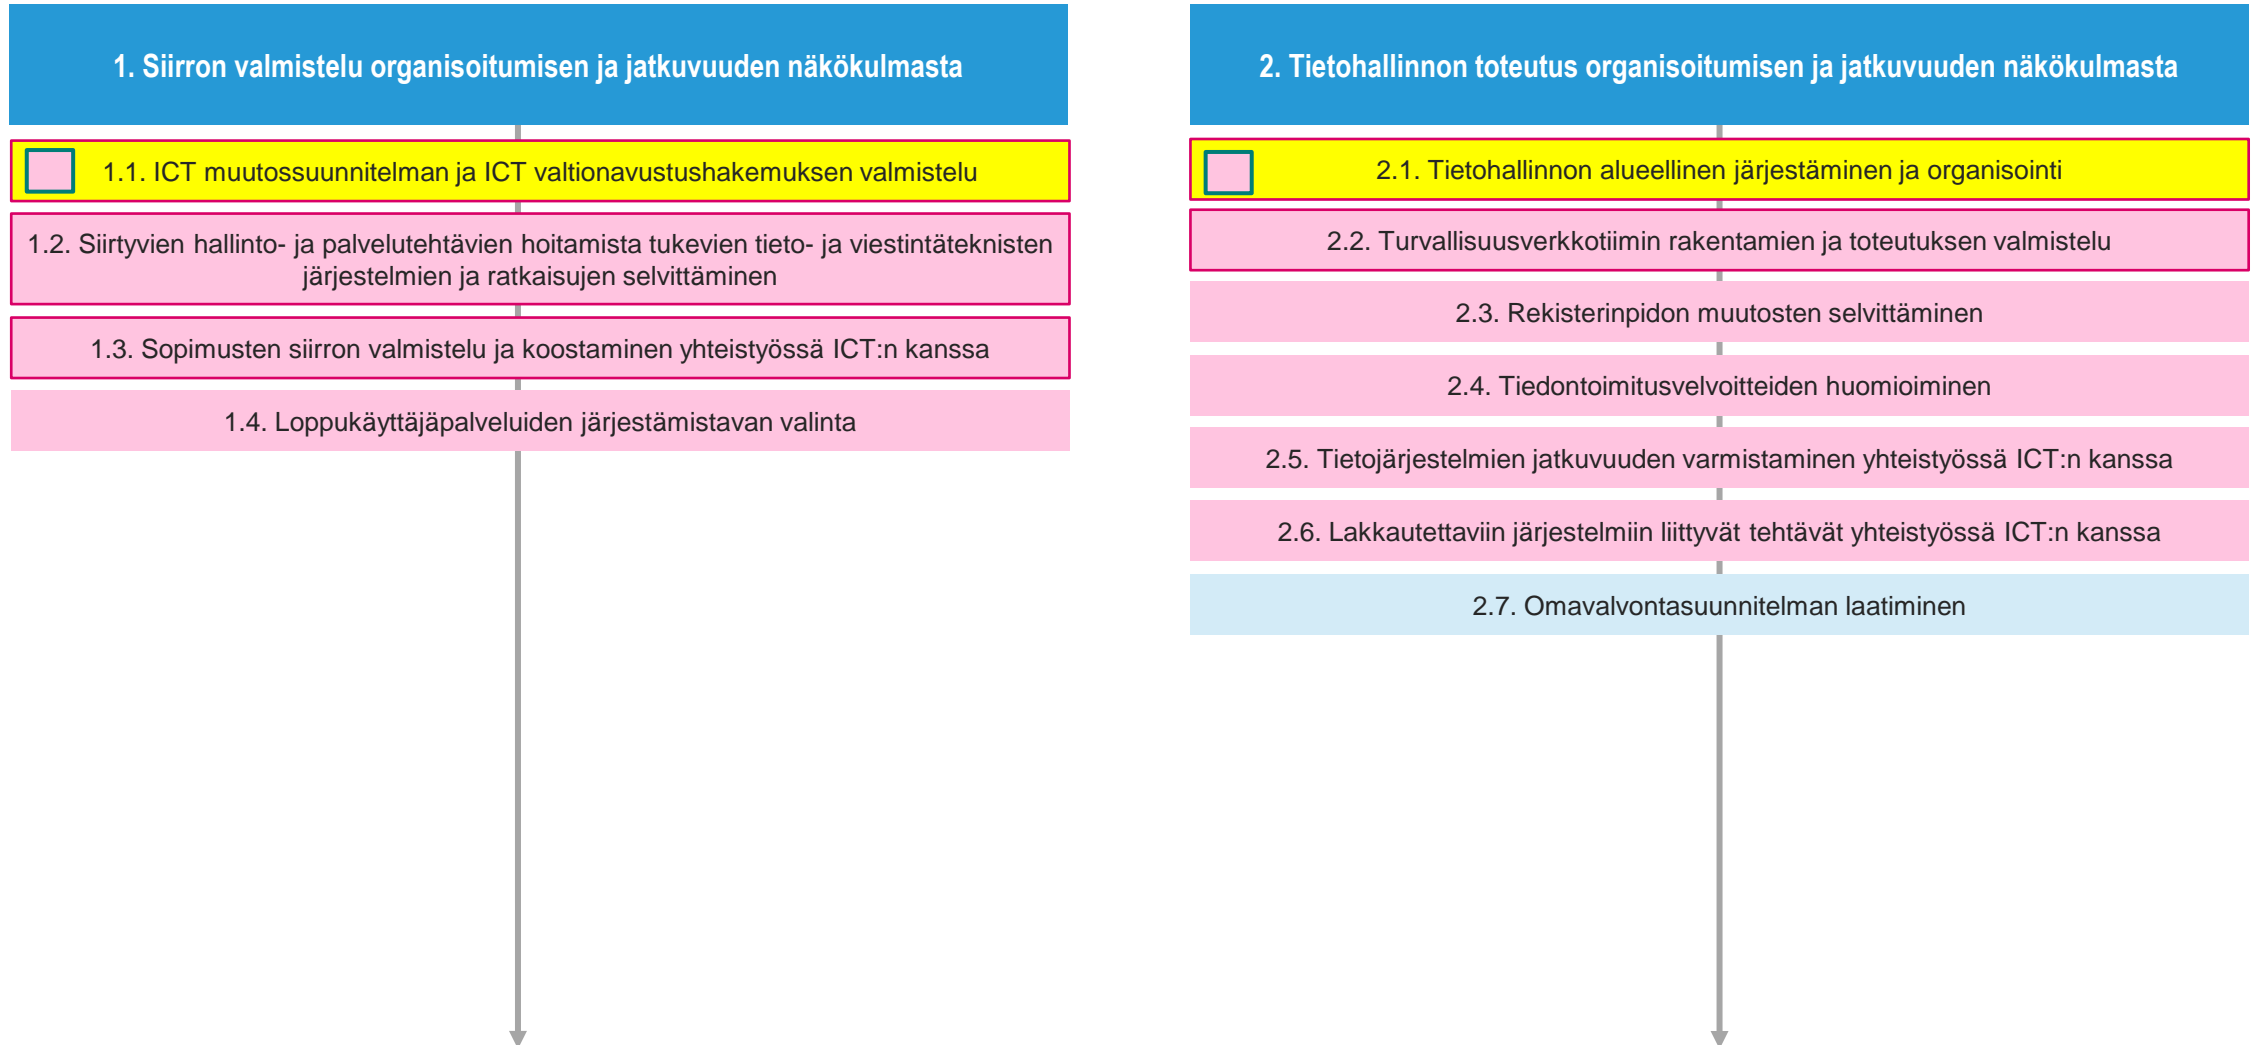 1. Siirron valmistelu organisoitumisen ja jatkuvuuden näkökulmasta
1.1. ICT muutossuunnitelman ja ICT valtionavustushakemuksen valmistelu
1.2. Siirtyvien hallinto- ja palvelutehtävien hoitamista tukevien tieto- ja viestintäteknisten
järjestelmien ja ratkaisujen selvittäminen
1.3. Sopimusten siirron valmistelu ja koostaminen yhteistyössä ICT:n kanssa
1.4. Loppukäyttäjäpalveluiden järjestämistavan valinta
2. Tietohallinnon toteutus organisoitumisen ja jatkuvuuden näkökulmasta
2.1. Tietohallinnon alueellinen järjestäminen ja organisointi
2.2. Turvallisuusverkkotiimin rakentamien ja toteutuksen valmistelu
2.3. Rekisterinpidon muutosten selvittäminen
2.4. Tiedontoimitusvelvoitteiden huomioiminen
2.5. Tietojärjestelmien jatkuvuuden varmistaminen yhteistyössä ICT:n kanssa
2.6. Lakkautettaviin järjestelmiin liittyvät tehtävät yhteistyössä ICT:n kanssa
2.7. Omavalvontasuunnitelman laatiminen